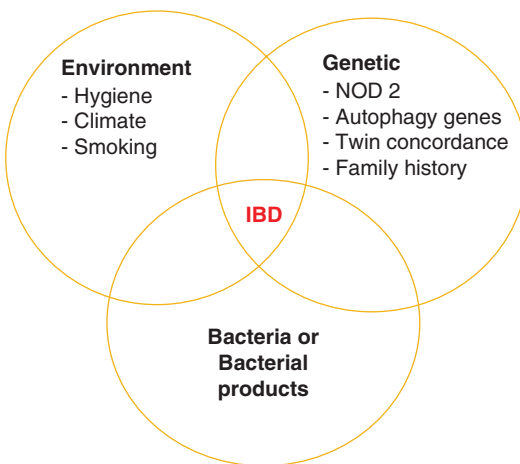 Environment
- Hygiene
- Climate
- Smoking
Genetic
- NOD 2
- Autophagy genes
- Twin concordance
- Family history
IBD
Bacteria or
Bacterial
products